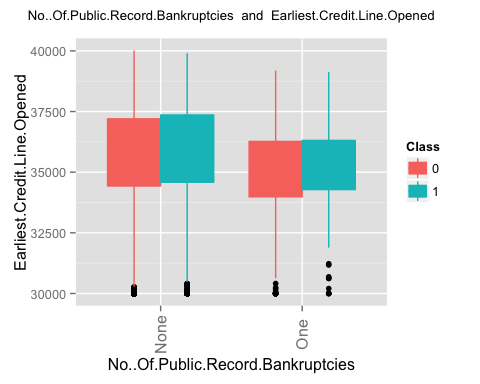 No..Of.Public.Record.Bankruptcies and Earliest.Credit.Line.Opened
Earliest.Credit.Line.Opened
40000
37500
35000
32500
30000
None
One
No..Of.Public.Record.Bankruptcies
Class
0
1